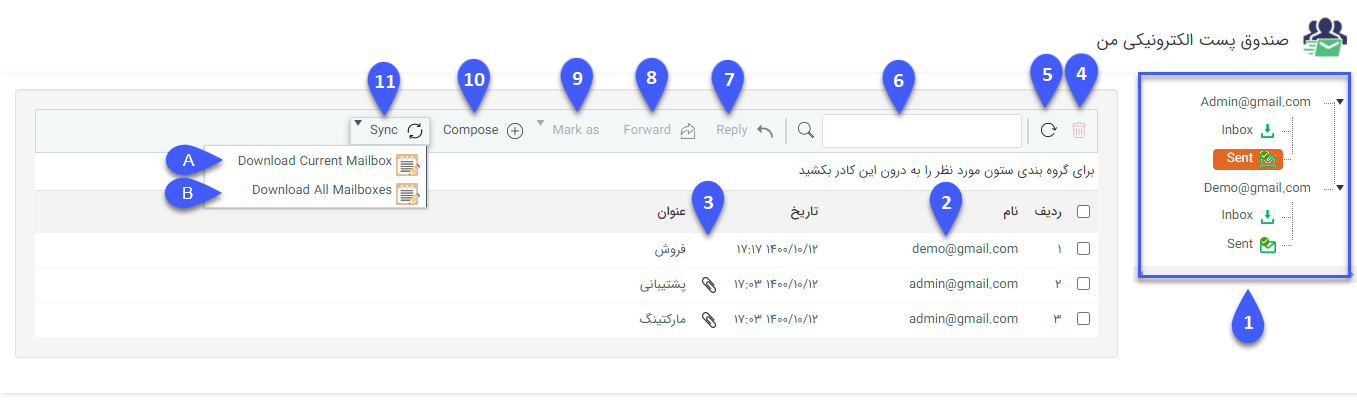 صندوق پست الکترونیکی من
1
Admin@gmail.com
Inbox
Sent
Demo@gmail.com
Inbox
Sent
4
5
6
7
8
9
10
11
Reply
Forward
Mark as
Compose
Sync
A
Download Current Mailbox
B
Download All Mailboxes
برای گروه بندی ستون مورد نظر را به درون این کادر بکشید
2
3
ردیف نام تاریخ عنوان
۱ demo@gmail.com ۱۴۰۰/۱۰/۱۲ ۱۷:۱۷ فروش
۲ admin@gmail.com ۱۴۰۰/۱۰/۱۲ ۱۷:۰۳ پشتیبانی
۳ admin@gmail.com ۱۴۰۰/۱۰/۱۲ ۱۷:۰۳ مارکتینگ